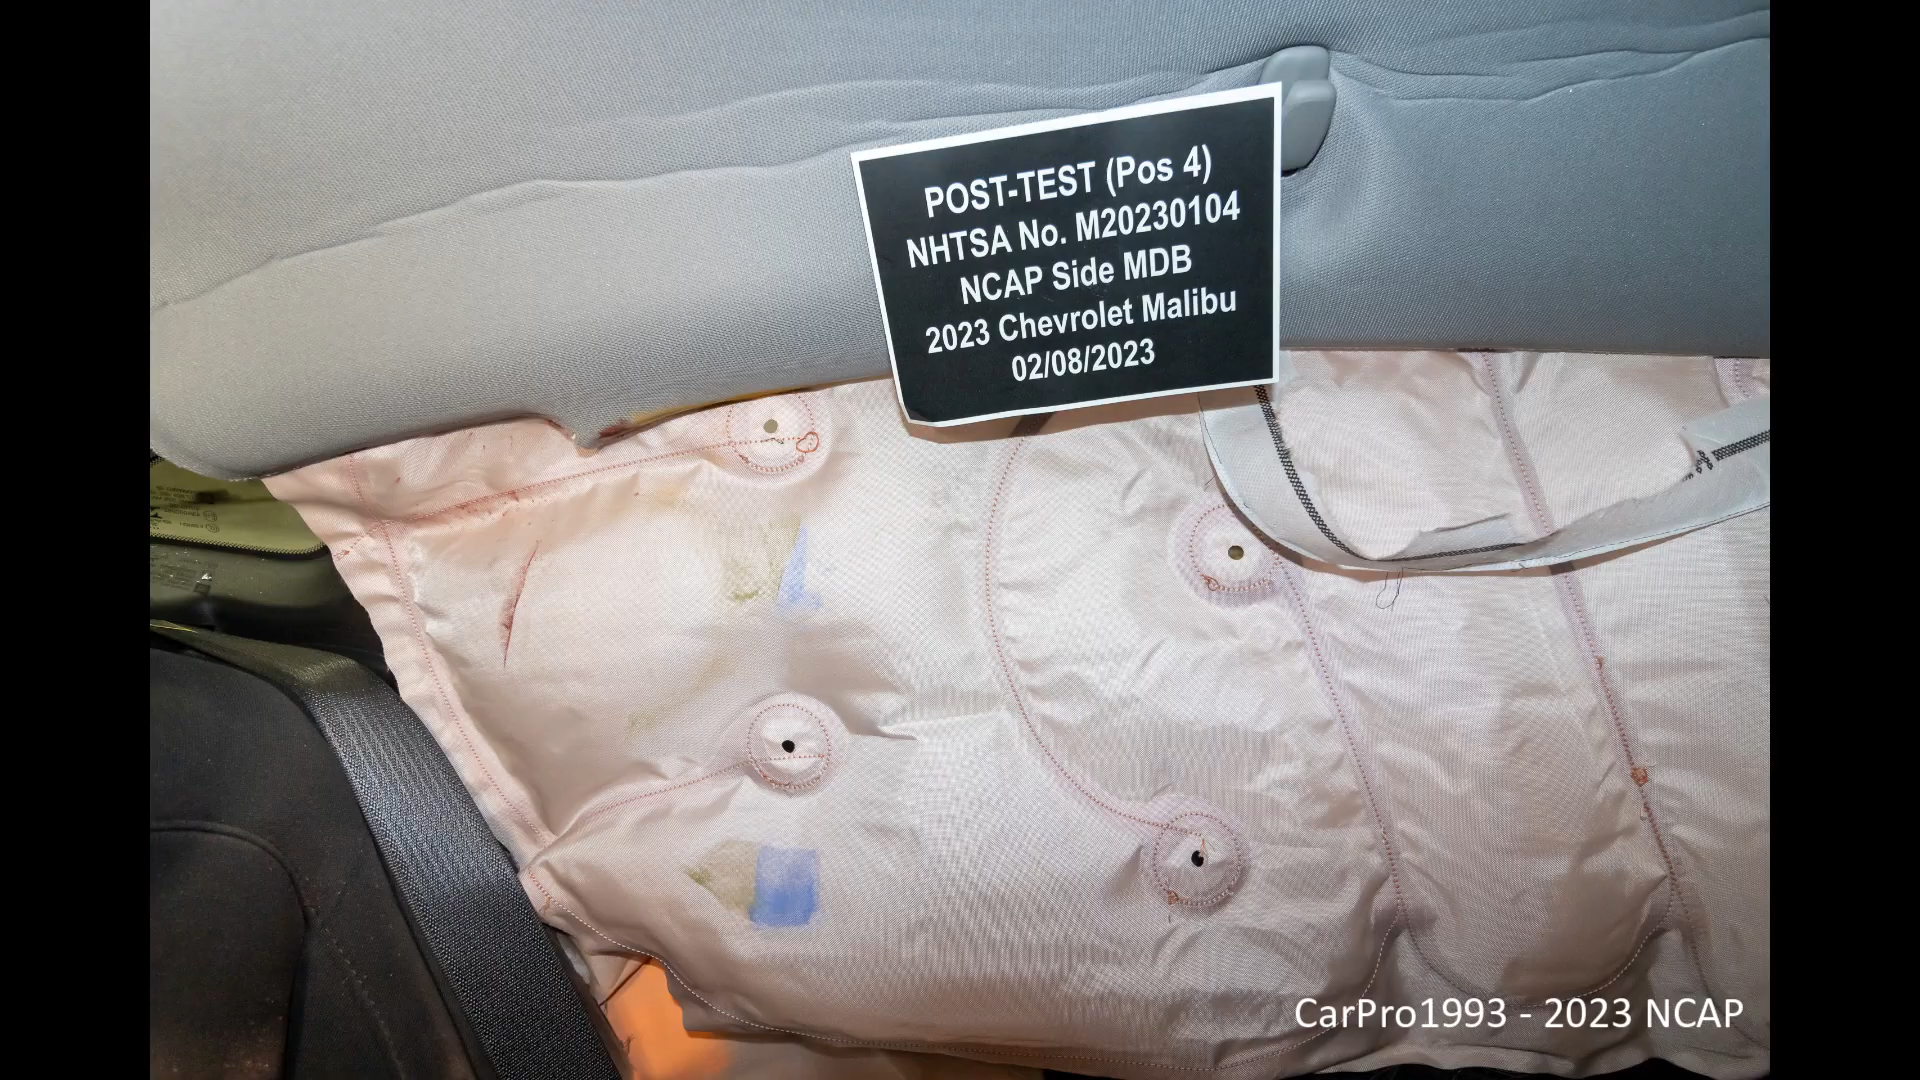 POST-TEST (Pos 4)
NHTSA No. M20230104
NCAP Side MDB
2023 Chevrolet Malibu
02/08/2023
CarPro1993 - 2023 NCAP